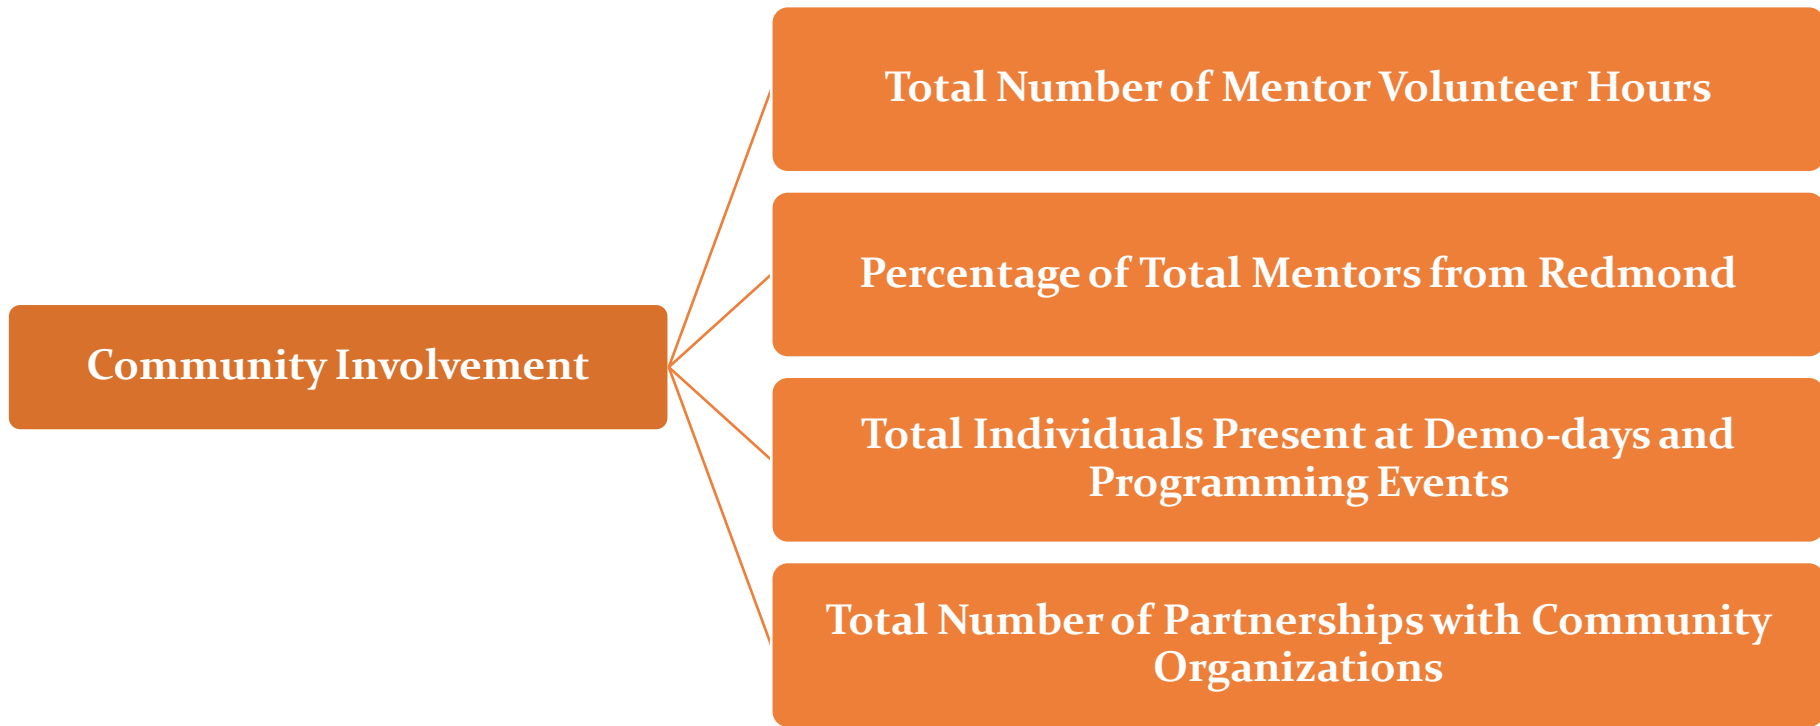 Total Number of Mentor Volunteer Hours
Percentage of Total Mentors from Redmond
Community Involvement
Total Individuals Present at Demo-days and
Programming Events
Total Number of Partnerships with Community
Organizations